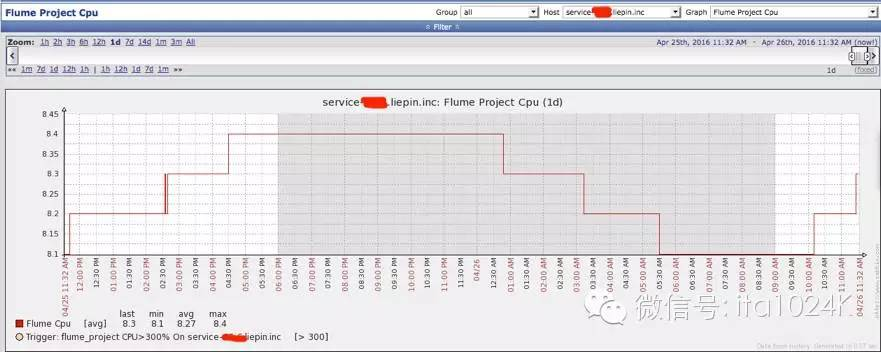 Flume Project Cpu Group all Host service- .liepin.inc Graph Flume Project Cpu
Filter
Zoom: 1h 2h 3h 6h 12h 1d 7d 14d 1m 3m All Apr 25th, 2016 11:32 AM - Apr 26th, 2016 11:32 AM (now!)
«« 1m 7d 1d 12h 1h | 1h 12h 1d 7d 1m »» 1d (fixed)
service- .liepin.inc: Flume Project Cpu (1d)
8.45
8.4
8.35
8.3
8.25
8.2
8.15
8.1
04/25 11:32 AM 12:00 PM 12:30 PM 01:00 PM 01:30 PM 02:00 PM 02:30 PM 03:00 PM 03:30 PM 04:00 PM 04:30 PM 05:00 PM 05:30 PM 06:00 PM 06:30 PM 07:00 PM 07:30 PM 08:00 PM 08:30 PM 09:00 PM 09:30 PM 10:00 PM 10:30 PM 11:00 PM 11:30 PM 04/26 12:30 AM 01:00 AM 01:30 AM 02:00 AM 02:30 AM 03:00 AM 03:30 AM 04:00 AM 04:30 AM 05:00 AM 05:30 AM 06:00 AM 06:30 AM 07:00 AM 07:30 AM 08:00 AM 08:30 AM 09:00 AM 09:30 AM 10:00 AM 10:30 AM 11:00 AM 04/26 11:32 AM
last min avg max
Flume Cpu [avg] 8.3 8.1 8.27 8.4
Trigger: flume_project CPU>300% On service- .liepin.inc [> 300]
微信号: ita1024k